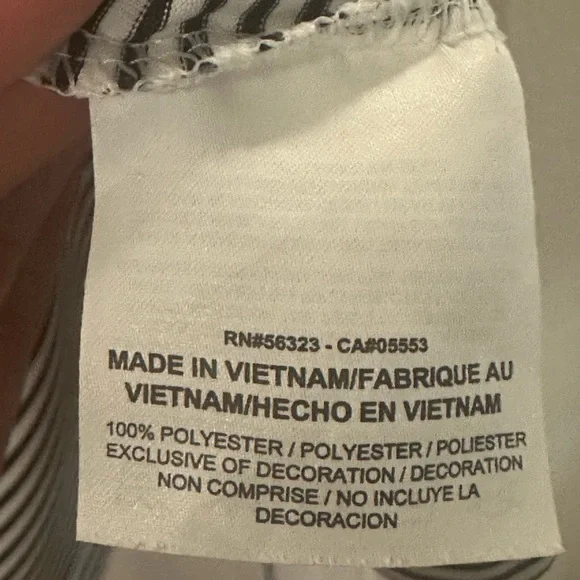 RN#56323 - CA#05553
MADE IN VIETNAM/FABRIQUE AU
VIETNAM/HECHO EN VIETNAM
100% POLYESTER / POLYESTER / POLIESTER
EXCLUSIVE OF DECORATION / DECORATION
NON COMPRISE / NO INCLUYE LA
DECORACION